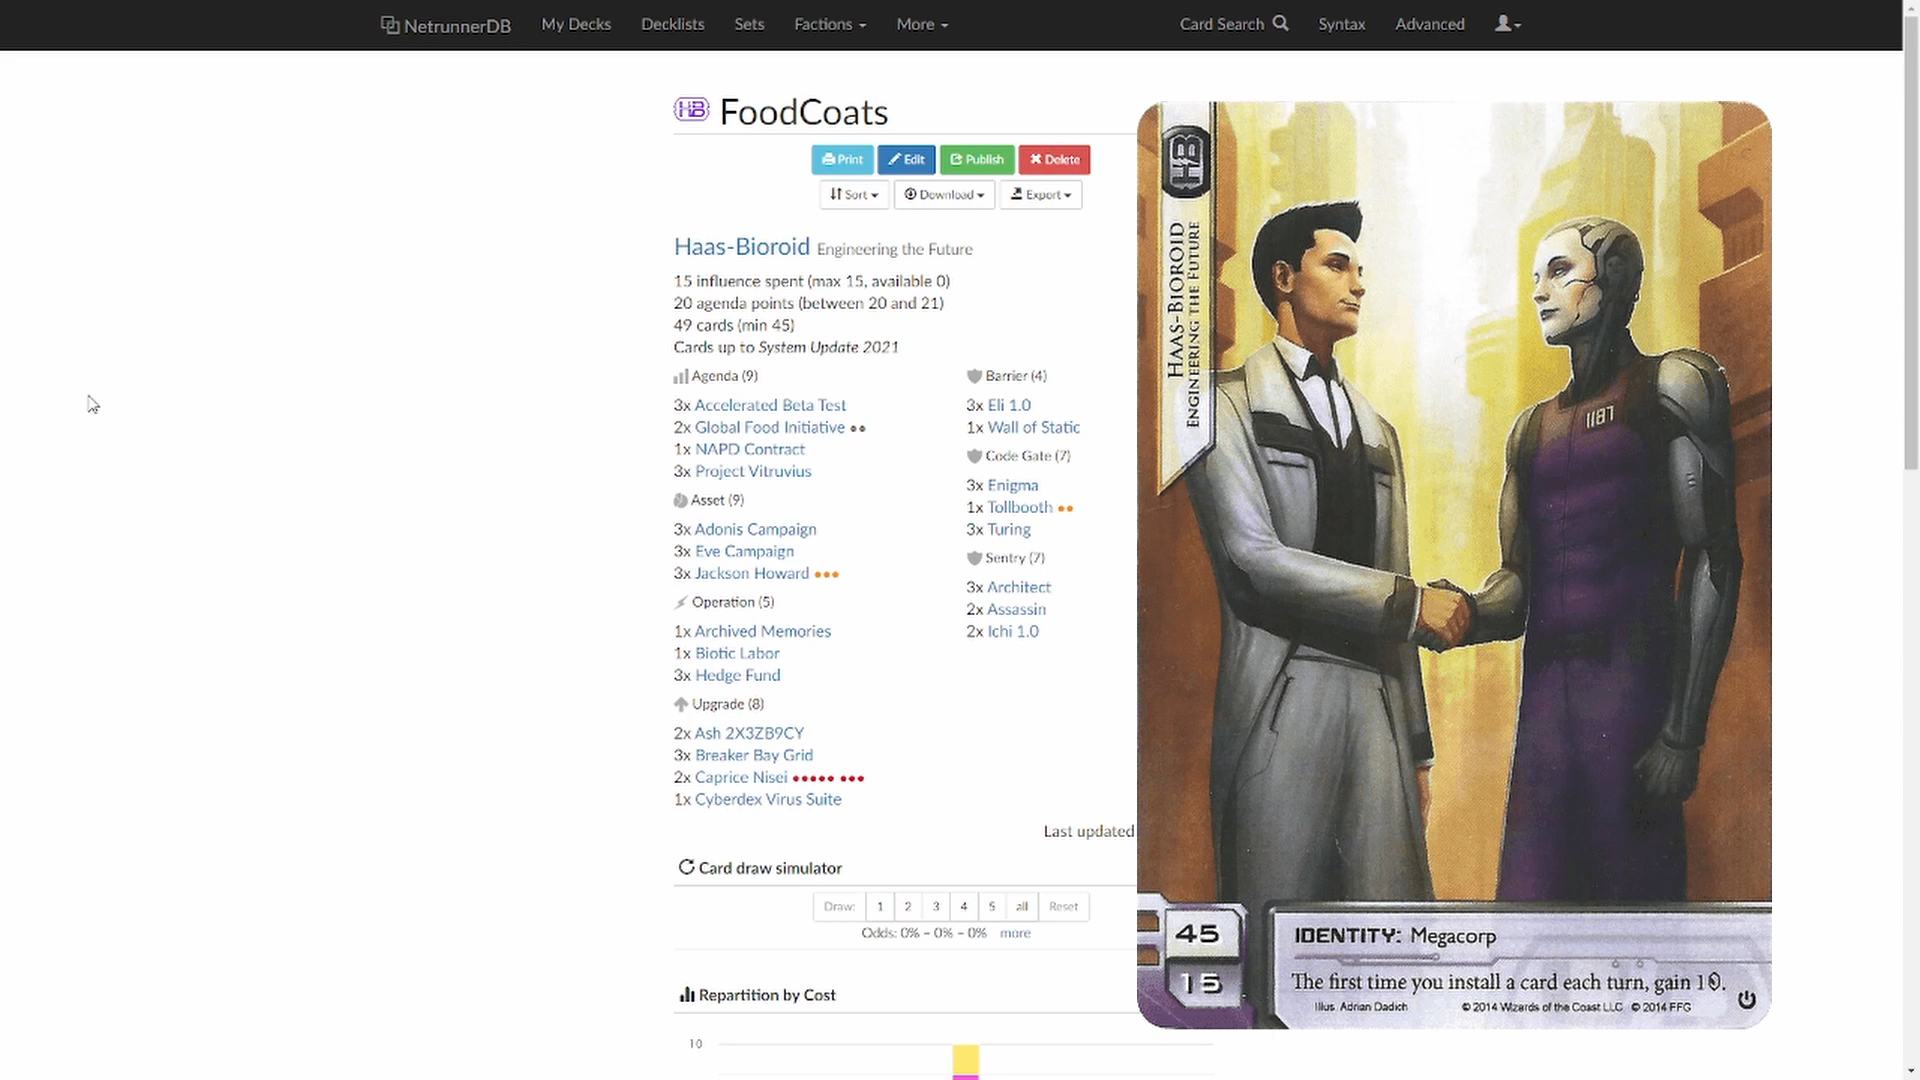 NetrunnerDB My Decks Decklists Sets Factions More Card Search Syntax Advanced
HB FoodCoats
Print Edit Publish Delete
Sort Download Export
Haas-Bioroid Engineering the Future
15 influence spent (max 15, available 0)
20 agenda points (between 20 and 21)
49 cards (min 45)
Cards up to System Update 2021
Agenda (9)
3x Accelerated Beta Test
2x Global Food Initiative ●●
1x NAPD Contract
3x Project Vitruvius
Asset (9)
3x Adonis Campaign
3x Eve Campaign
3x Jackson Howard ●●●
Operation (5)
1x Archived Memories
1x Biotic Labor
3x Hedge Fund
Upgrade (8)
2x Ash 2X3ZB9CY
3x Breaker Bay Grid
2x Caprice Nisei ●●●●● ●●●
1x Cyberdex Virus Suite
Barrier (4)
3x Eli 1.0
1x Wall of Static
Code Gate (7)
3x Enigma
1x Tollbooth ●●
3x Turing
Sentry (7)
3x Architect
2x Assassin
2x Ichi 1.0
Last updated
Card draw simulator
Draw: 1 2 3 4 5 all Reset
Odds: 0% – 0% – 0% more
Repartition by Cost
10
HB
HAAS-BIOROID
ENGINEERING THE FUTURE
1187
45
15
IDENTITY: Megacorp
The first time you install a card each turn, gain 1.
Illus. Adrian Dadich © 2014 Wizards of the Coast LLC © 2014 FFG